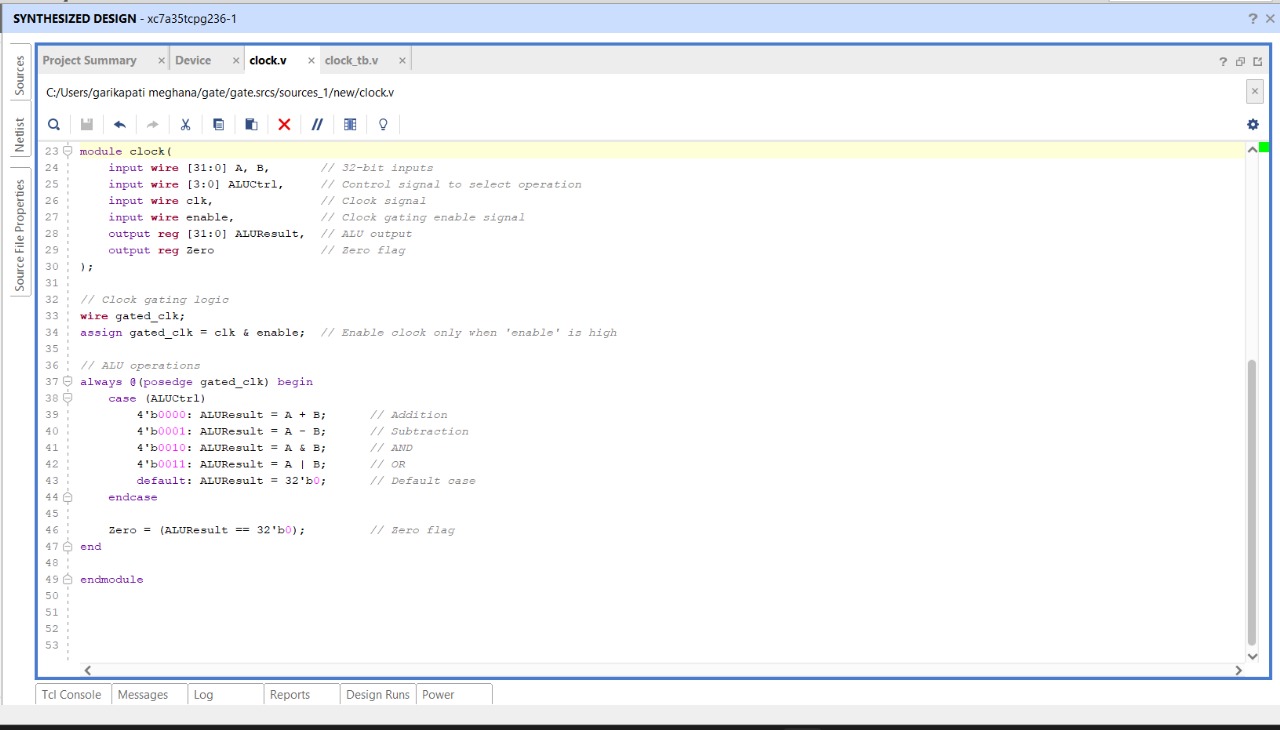 SYNTHESIZED DESIGN - xc7a35tcpg236-1
Sources
Netlist
Source File Properties
Project Summary × Device × clock.v × clock_tb.v ×
C:/Users/garikapati meghana/gate/gate.srcs/sources_1/new/clock.v
23 module clock(
24     input wire [31:0] A, B,       // 32-bit inputs
25     input wire [3:0] ALUCtrl,     // Control signal to select operation
26     input wire clk,               // Clock signal
27     input wire enable,            // Clock gating enable signal
28     output reg [31:0] ALUResult,  // ALU output
29     output reg Zero               // Zero flag
30 );
31
32 // Clock gating logic
33 wire gated_clk;
34 assign gated_clk = clk & enable;  // Enable clock only when 'enable' is high
35
36 // ALU operations
37 always @(posedge gated_clk) begin
38     case (ALUCtrl)
39         4'b0000: ALUResult = A + B;      // Addition
40         4'b0001: ALUResult = A - B;      // Subtraction
41         4'b0010: ALUResult = A & B;      // AND
42         4'b0011: ALUResult = A | B;      // OR
43         default: ALUResult = 32'b0;      // Default case
44     endcase
45
46     Zero = (ALUResult == 32'b0);         // Zero flag
47 end
48
49 endmodule
50
51
52
53
Tcl Console Messages Log Reports Design Runs Power